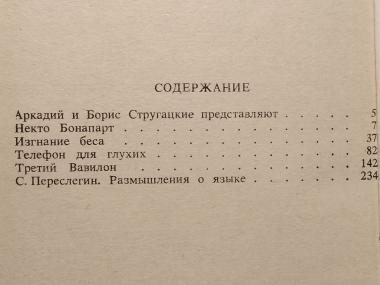 СОДЕРЖАНИЕ
Аркадий и Борис Стругацкие представляют . . . . . 5
Некто Бонапарт . . . . . . . . . . . . . 7
Изгнание беса . . . . . . . . . . . . . 37
Телефон для глухих . . . . . . . . . . . . 82
Третий Вавилон . . . . . . . . . . . . . 142
С. Переслегин. Размышления о языке . . . . . . . 234